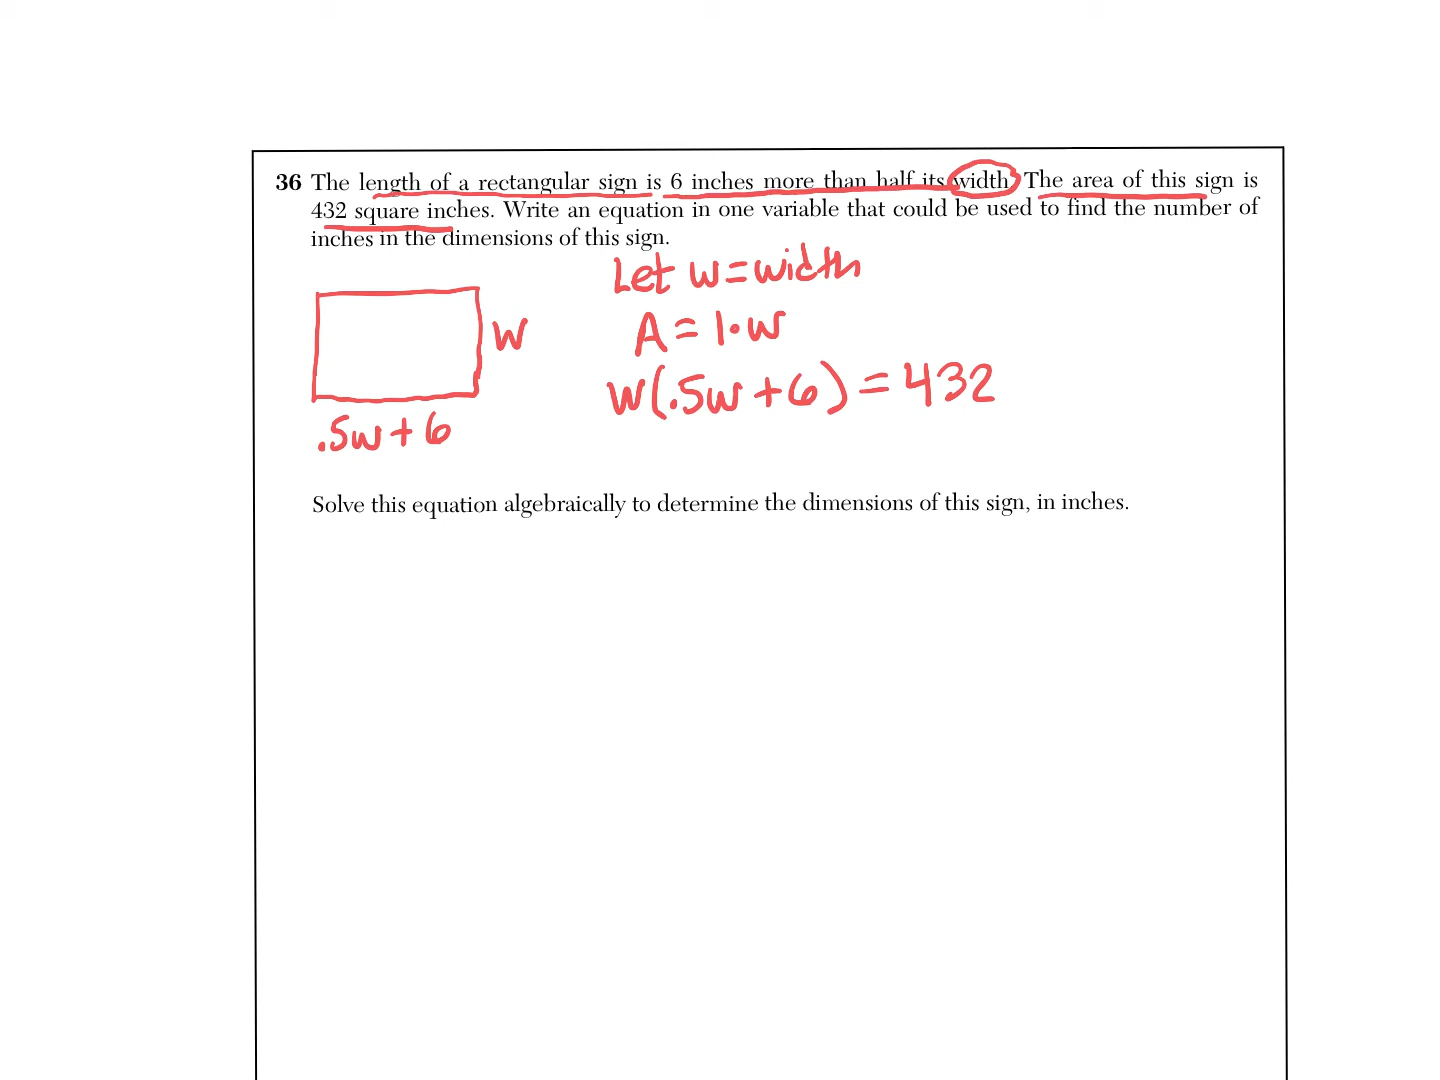 36 The length of a rectangular sign is 6 inches more than half its width. The area of this sign is
432 square inches. Write an equation in one variable that could be used to find the number of
inches in the dimensions of this sign.
Let w = width
A = l • w
w(.5w + 6) = 432
w
.5w + 6
Solve this equation algebraically to determine the dimensions of this sign, in inches.